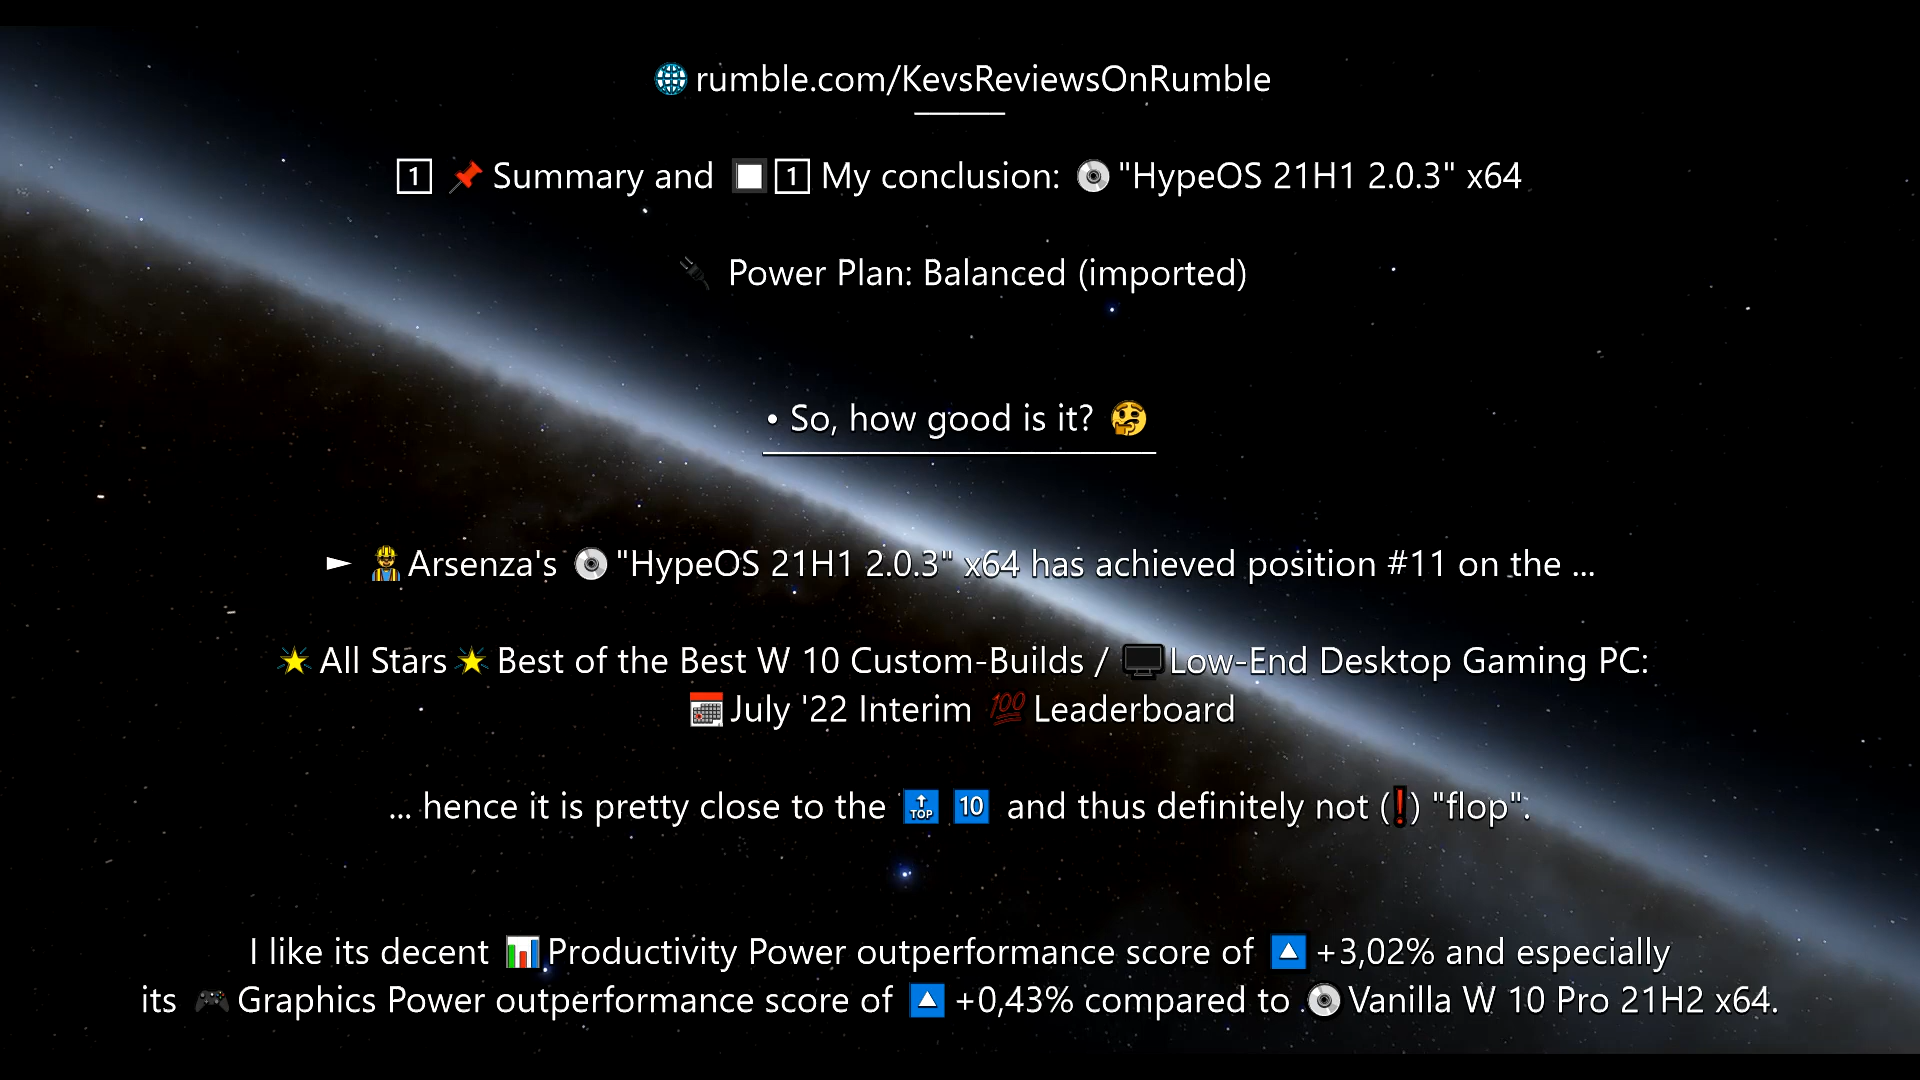 🌐 rumble.com/KevsReviewsOnRumble
1 📌 Summary and 🔲 1 My conclusion: 💿 "HypeOS 21H1 2.0.3" x64
🔌 Power Plan: Balanced (imported)
• So, how good is it? 🤔
► 👷Arsenza's 💿 "HypeOS 21H1 2.0.3" x64 has achieved position #11 on the ...
🌟 All Stars 🌟 Best of the Best W 10 Custom-Builds / 🖥Low-End Desktop Gaming PC:
📅 July '22 Interim 💯 Leaderboard
... hence it is pretty close to the 🔝 🔟 and thus definitely not (❗) "flop".
I like its decent 📊 Productivity Power outperformance score of 🔼 +3,02% and especially
its 🎮 Graphics Power outperformance score of 🔼 +0,43% compared to 💿 Vanilla W 10 Pro 21H2 x64.